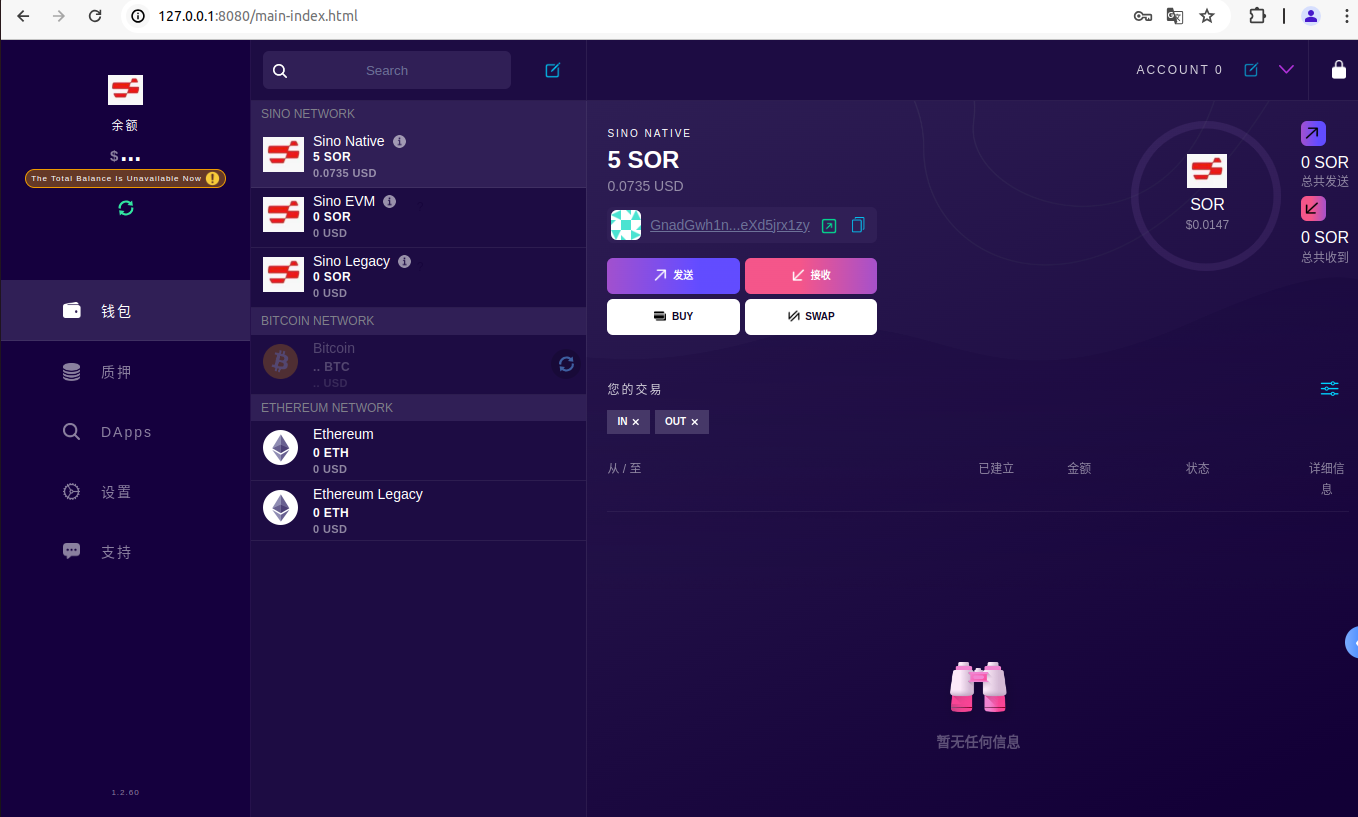 127.0.0.1:8080/main-index.html
余额
$...
The Total Balance Is Unavailable Now
钱包
质押
DApps
设置
支持
1.2.60
Search
SINO NETWORK
Sino Native
5 SOR
0.0735 USD
Sino EVM
0 SOR
0 USD
Sino Legacy
0 SOR
0 USD
BITCOIN NETWORK
Bitcoin
.. BTC
.. USD
ETHEREUM NETWORK
Ethereum
0 ETH
0 USD
Ethereum Legacy
0 ETH
0 USD
ACCOUNT 0
SINO NATIVE
5 SOR
0.0735 USD
GnadGwh1n...eXd5jrx1zy
发送
接收
BUY
SWAP
SOR
$0.0147
0 SOR
总共发送
0 SOR
总共收到
您的交易
IN ×
OUT ×
从 / 至 已建立 金额 状态 详细信
息
暂无任何信息